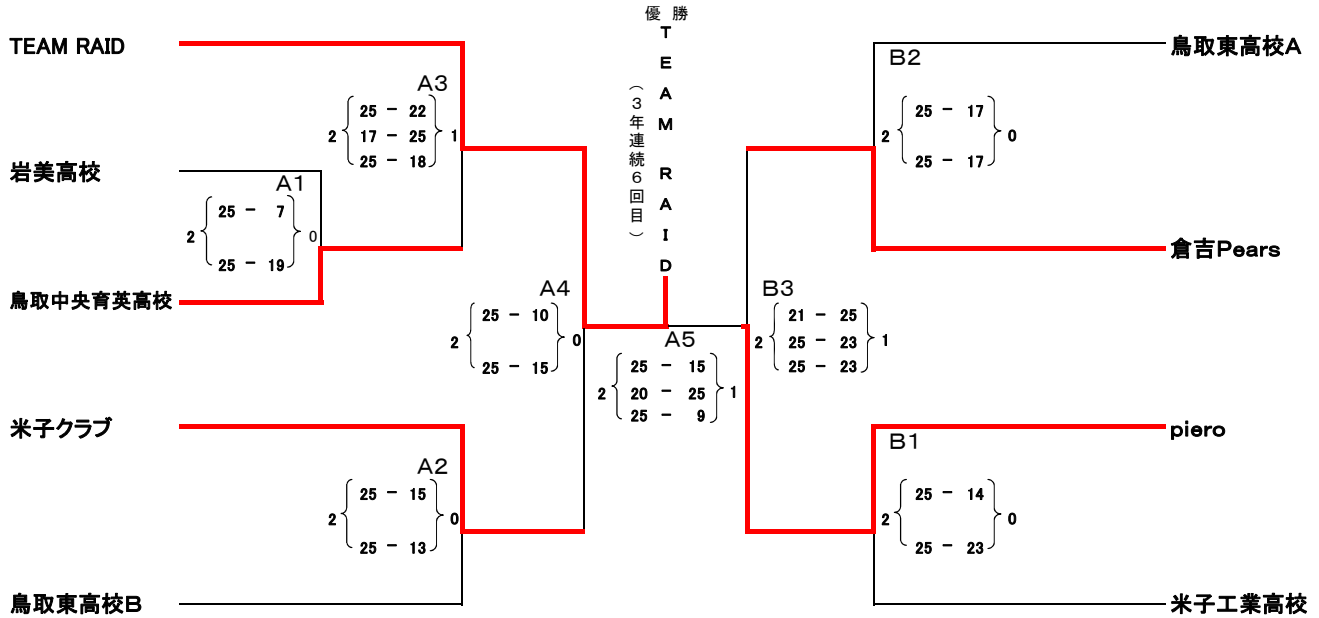 優 勝
TEAM RAID
(3年連続6回目)
TEAM RAID
A3
25 - 22
2 17 - 25 1
25 - 18
岩美高校
A1
25 - 7
2 0
25 - 19
鳥取中央育英高校
A4
25 - 10
2 0
25 - 15
米子クラブ
A2
25 - 15
2 0
25 - 13
鳥取東高校B
A5
25 - 15
2 20 - 25 1
25 - 9
鳥取東高校A
B2
25 - 17
2 0
25 - 17
倉吉Pears
B3
21 - 25
2 25 - 23 1
25 - 23
piero
B1
25 - 14
2 0
25 - 23
米子工業高校